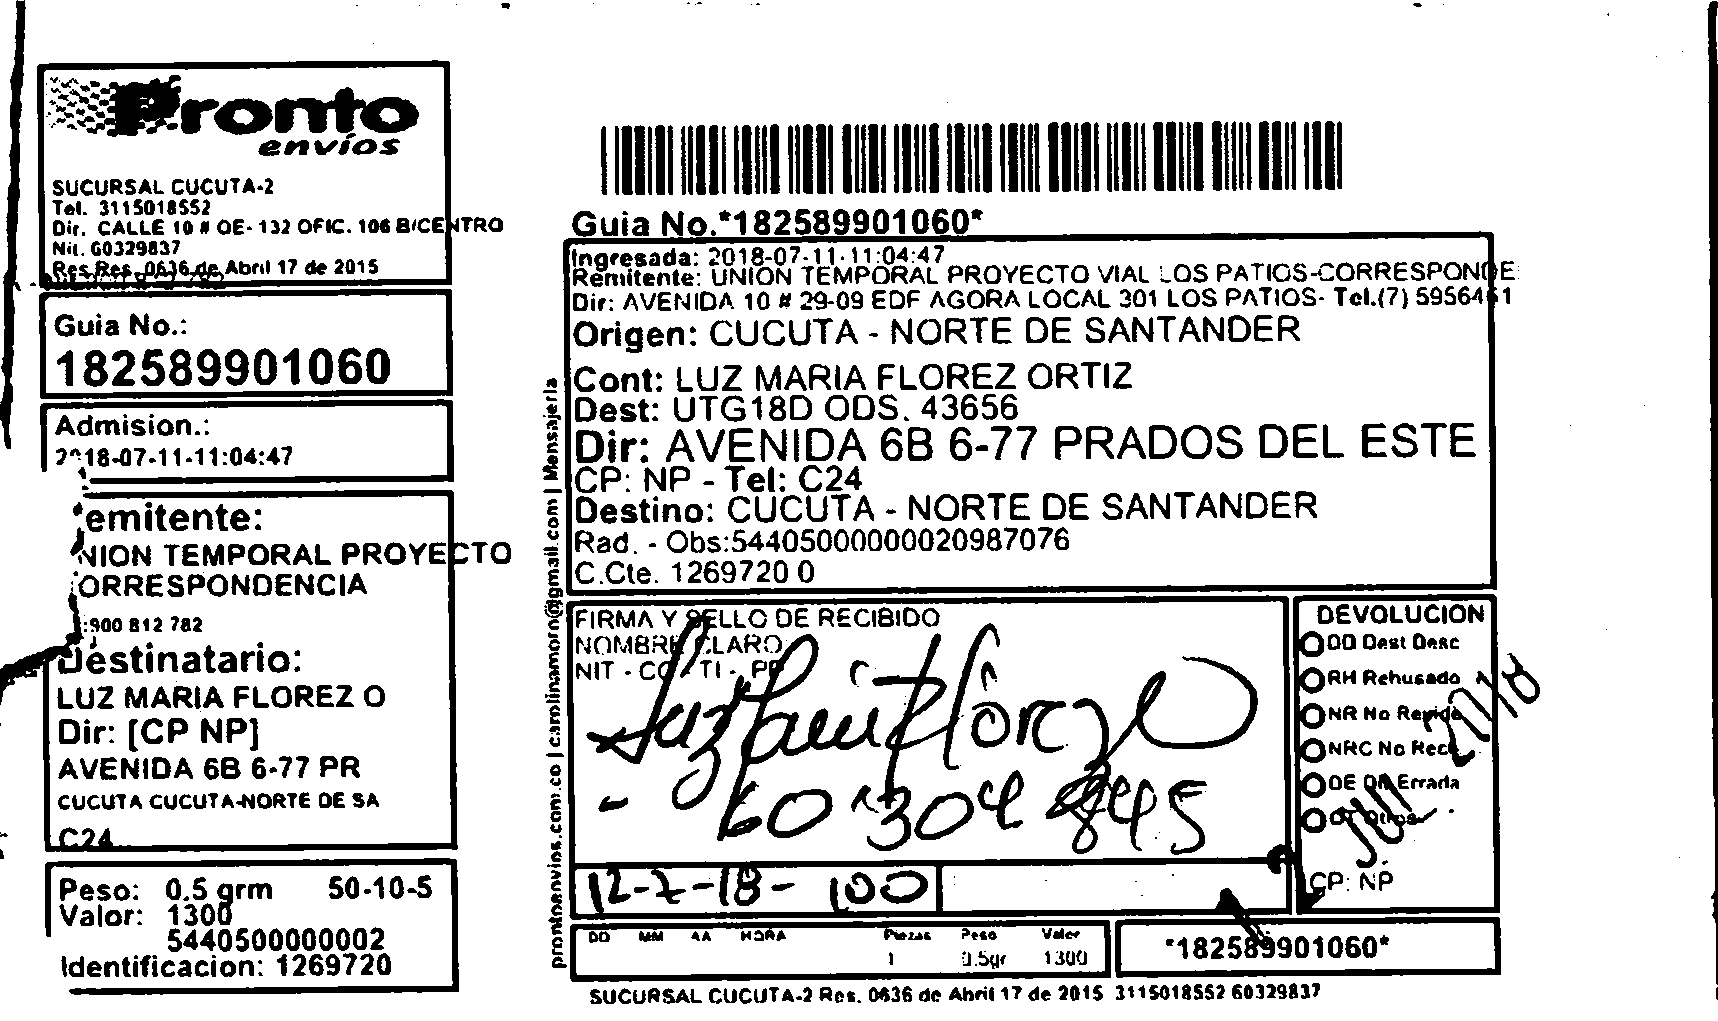 Pronto
envíos
SUCURSAL CUCUTA-2
Tel. 3115018552
Dir. CALLE 10 # OE- 132 OFIC. 106 B/CENTRO
Nit. 60329837
Res Res. 0636 de Abril 17 de 2015
Guia No.:
182589901060
Admision.:
2018-07-11-11:04:47
emitente:
NION TEMPORAL PROYECTO
ORRESPONDENCIA
:900 812 782
Destinatario:
LUZ MARIA FLOREZ O
Dir: [CP NP]
AVENIDA 6B 6-77 PR
CUCUTA CUCUTA-NORTE DE SA
C24
Peso: 0.5 grm 50-10-S
Valor: 1300
5440500000002
Identificacion: 1269720
prontoenvios.com.co | carolinamoro@gmail.com | Mensajeria
Guia No.*182589901060*
Ingresada: 2018-07-11-11:04:47
Remitente: UNION TEMPORAL PROYECTO VIAL LOS PATIOS-CORRESPONDE
Dir: AVENIDA 10 # 29-09 EDF AGORA LOCAL 301 LOS PATIOS- Tel.(7) 5956461
Origen: CUCUTA - NORTE DE SANTANDER
Cont: LUZ MARIA FLOREZ ORTIZ
Dest: UTG18D ODS. 43656
Dir: AVENIDA 6B 6-77 PRADOS DEL ESTE
CP: NP - Tel: C24
Destino: CUCUTA - NORTE DE SANTANDER
Rad. - Obs:54405000000020987076
C.Cte. 1269720 0
FIRMA Y SELLO DE RECIBIDO
NOMBRE CLARO
NIT - CC - TI - PP
Florez
60 304 845
12-7-18- 100
DD MM AA HORA Piezas Peso Valor
1 0.5gr 1300
DEVOLUCION
DD Dest Desc
RH Rehusado
NR No Reside
NRC No Recl
DE Dir Errada
OT Otros
CP: NP
*182589901060*
SUCURSAL CUCUTA-2 Res. 0636 de Abril 17 de 2015 3115018552 60329837